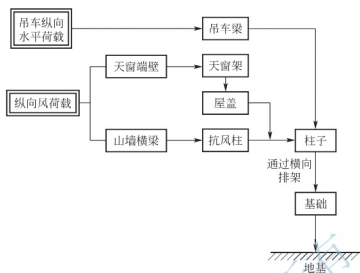 吊车纵向
水平荷载
吊车梁
天窗端壁
天窗架
纵向风荷载
屋盖
山墙横梁
抗风柱
柱子
通过横向
排架
基础
地基